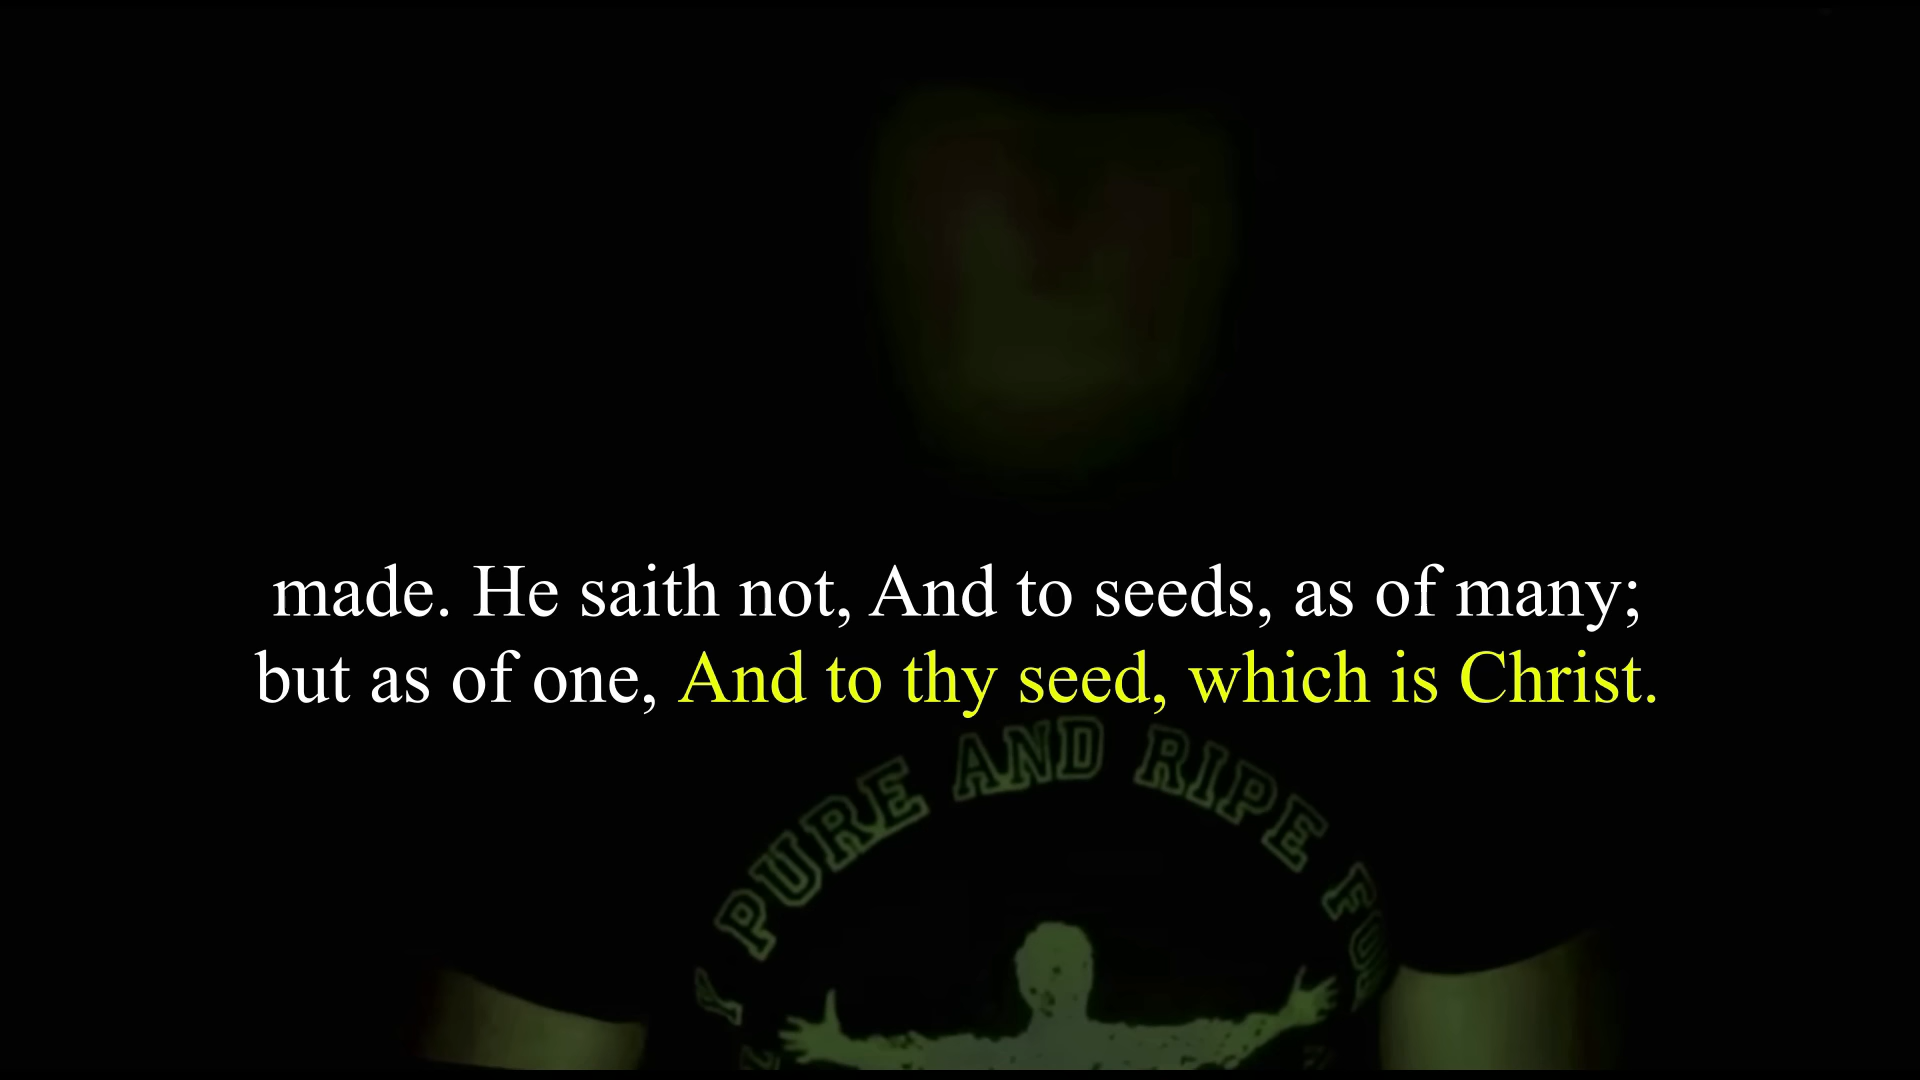 made. He saith not, And to seeds, as of many;
but as of one, And to thy seed, which is Christ.
PURE AND RIPE